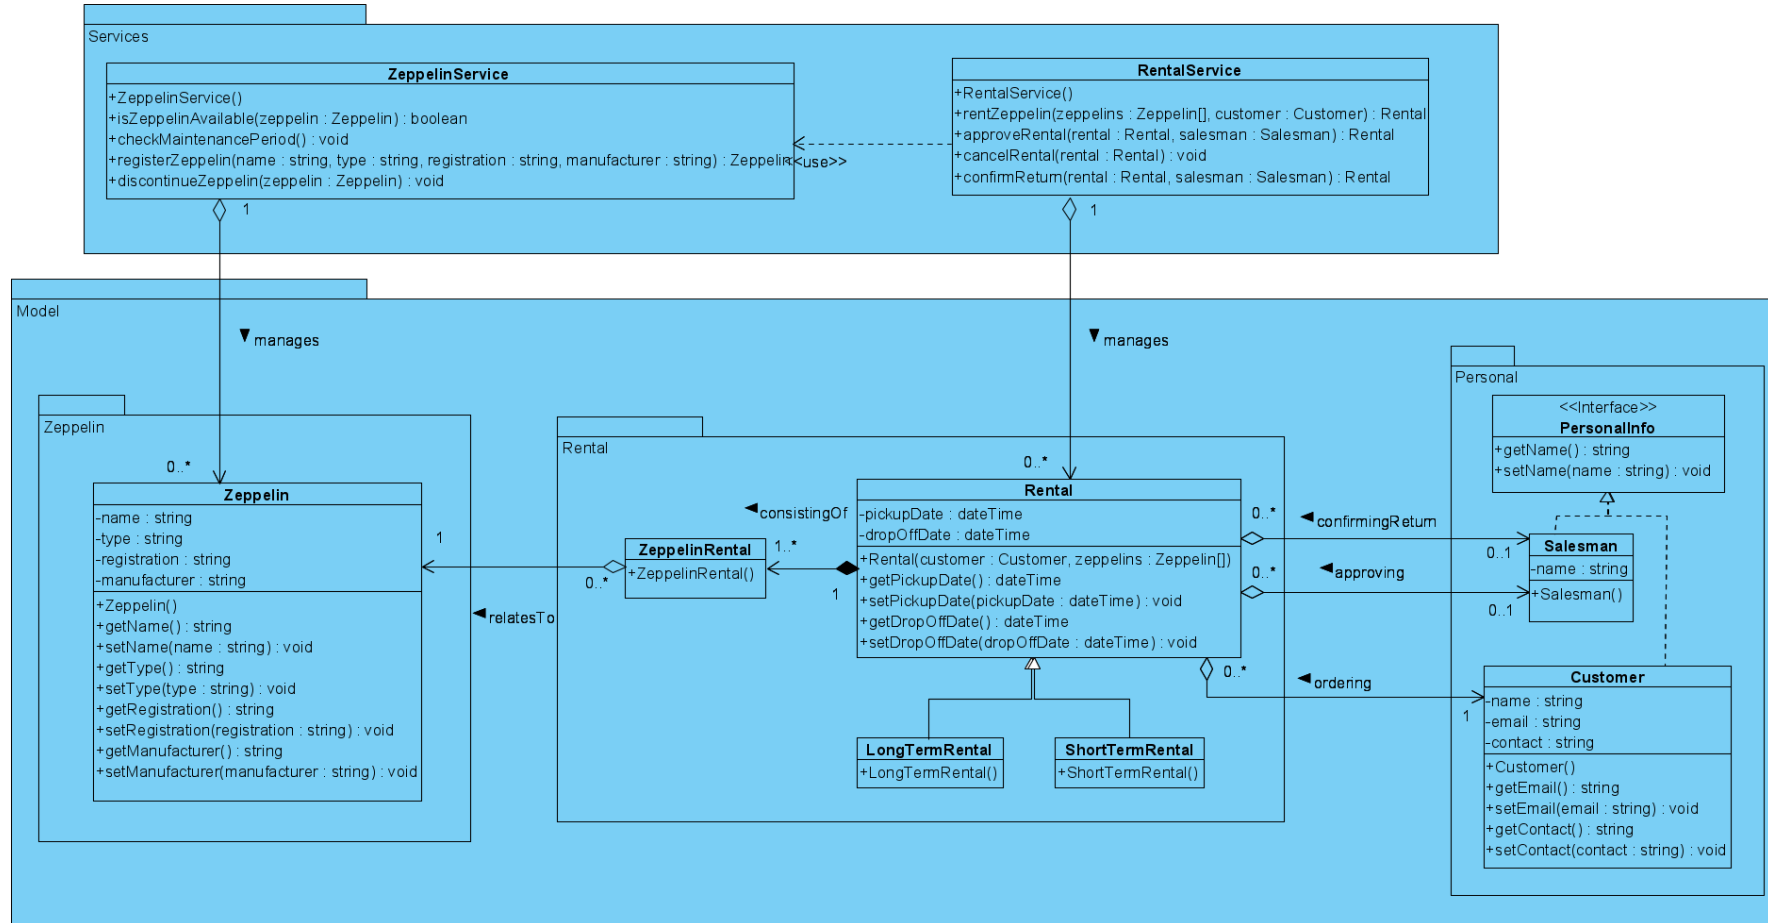 Services
ZeppelinService
+ZeppelinService()
+isZeppelinAvailable(zeppelin : Zeppelin) : boolean
+checkMaintenancePeriod() : void
+registerZeppelin(name : string, type : string, registration : string, manufacturer : string) : Zeppelin
+discontinueZeppelin(zeppelin : Zeppelin) : void
1
<<use>>
RentalService
+RentalService()
+rentZeppelin(zeppelins : Zeppelin[], customer : Customer) : Rental
+approveRental(rental : Rental, salesman : Salesman) : Rental
+cancelRental(rental : Rental) : void
+confirmReturn(rental : Rental, salesman : Salesman) : Rental
1
Model
manages
manages
Zeppelin
0..*
Zeppelin
-name : string
-type : string
-registration : string
-manufacturer : string
+Zeppelin()
+getName() : string
+setName(name : string) : void
+getType() : string
+setType(type : string) : void
+getRegistration() : string
+setRegistration(registration : string) : void
+getManufacturer() : string
+setManufacturer(manufacturer : string) : void
1
relatesTo
Rental
0..*
consistingOf
ZeppelinRental
+ZeppelinRental()
0..*
1..*
1
Rental
-pickupDate : dateTime
-dropOffDate : dateTime
+Rental(customer : Customer, zeppelins : Zeppelin[])
+getPickupDate() : dateTime
+setPickupDate(pickupDate : dateTime) : void
+getDropOffDate() : dateTime
+setDropOffDate(dropOffDate : dateTime) : void
LongTermRental
+LongTermRental()
ShortTermRental
+ShortTermRental()
0..*
confirmingReturn
0..1
0..*
approving
0..1
0..*
ordering
1
Personal
<<Interface>>
PersonalInfo
+getName() : string
+setName(name : string) : void
Salesman
-name : string
+Salesman()
Customer
-name : string
-email : string
-contact : string
+Customer()
+getEmail() : string
+setEmail(email : string) : void
+getContact() : string
+setContact(contact : string) : void